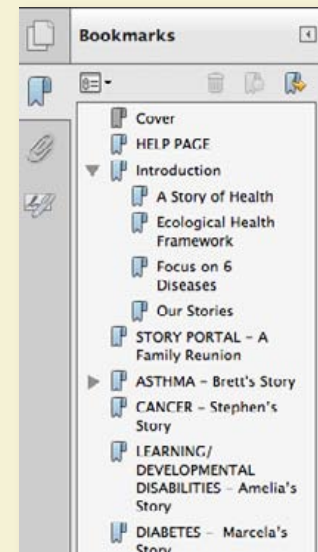 Bookmarks
Cover
HELP PAGE
Introduction
A Story of Health
Ecological Health
Framework
Focus on 6
Diseases
Our Stories
STORY PORTAL – A
Family Reunion
ASTHMA – Brett's Story
CANCER – Stephen's
Story
LEARNING/
DEVELOPMENTAL
DISABILITIES – Amelia's
Story
DIABETES – Marcela's
Story